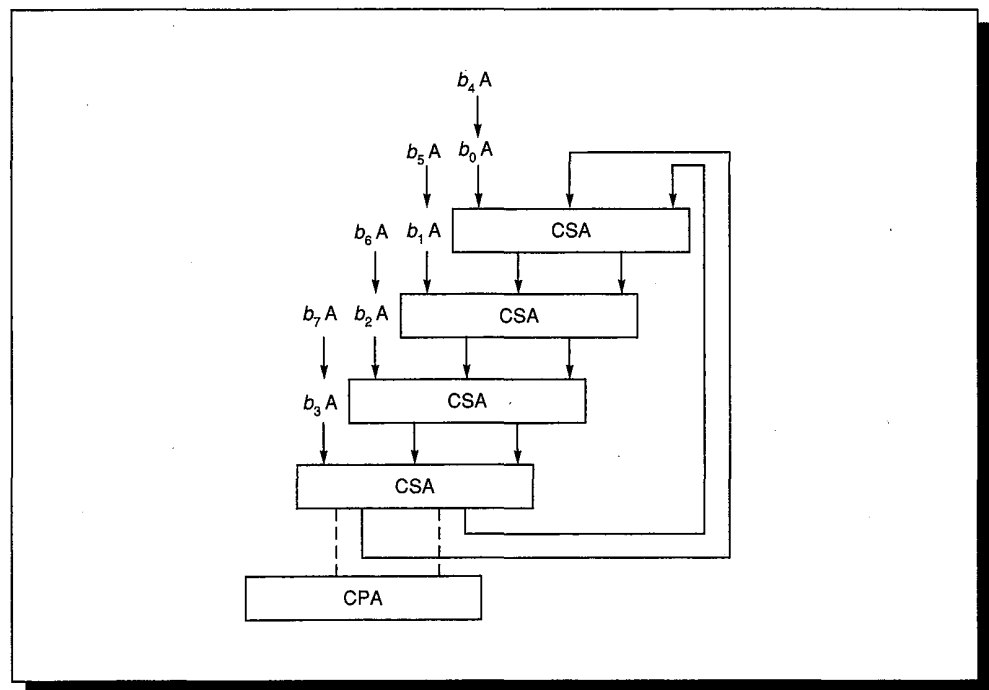 b₄ A
b₅ A b₀ A
b₆ A b₁ A CSA
b₇ A b₂ A CSA
b₃ A CSA
CSA
CPA